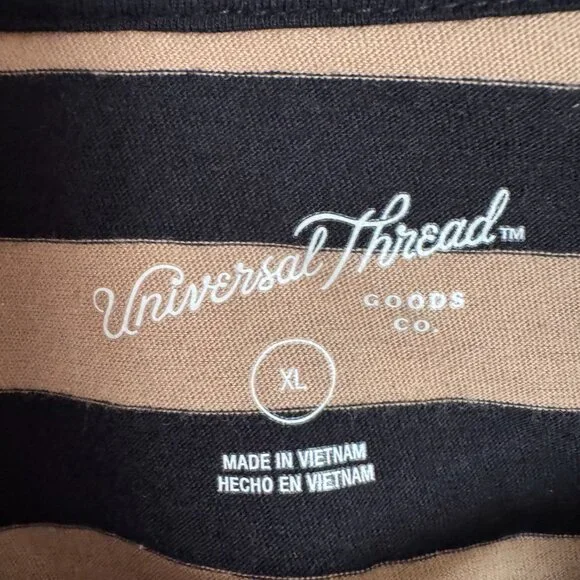 Universal Thread™
GOODS
CO.
XL
MADE IN VIETNAM
HECHO EN VIETNAM